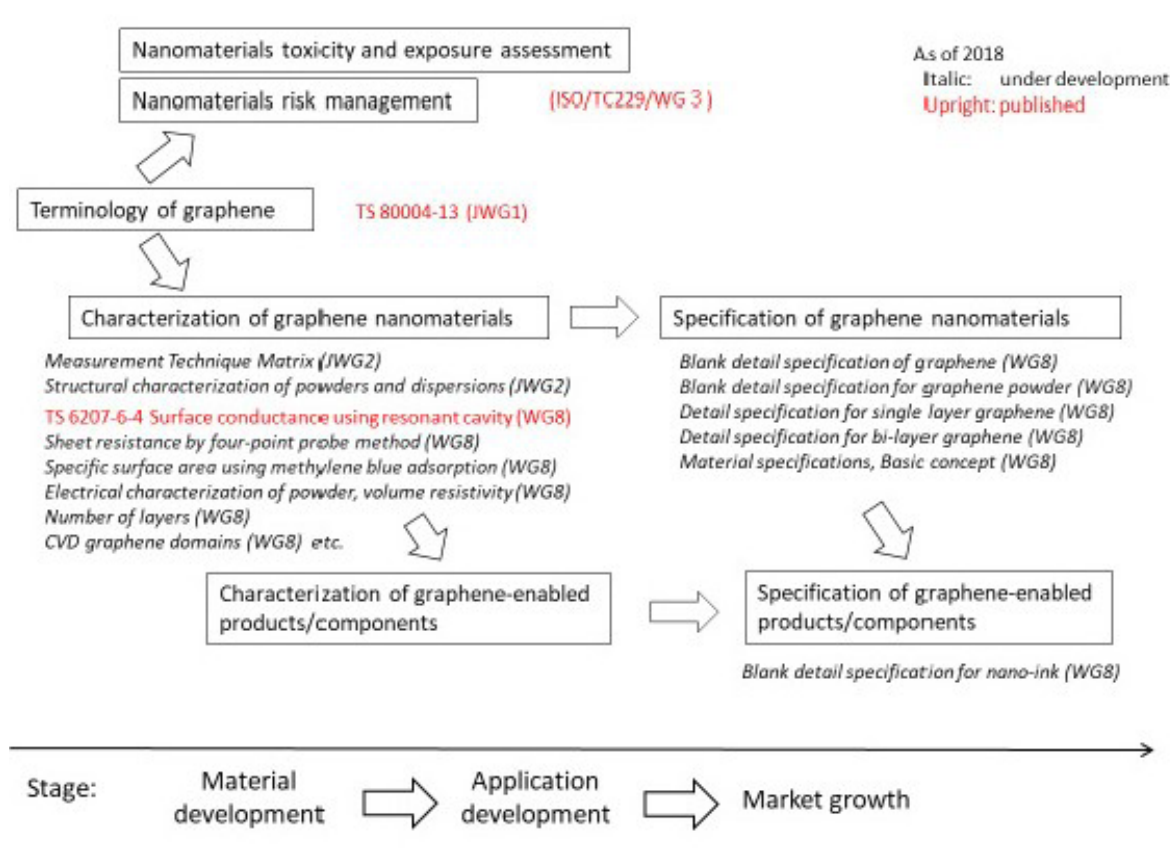 Nanomaterials toxicity and exposure assessment
As of 2018
Italic: under development
Upright: published
Nanomaterials risk management
(ISO/TC229/WG 3)
Terminology of graphene
TS 80004-13 (JWG1)
Characterization of graphene nanomaterials
Measurement Technique Matrix (JWG2)
Structural characterization of powders and dispersions (JWG2)
TS 6207-6-4 Surface conductance using resonant cavity (WG8)
Sheet resistance by four-point probe method (WG8)
Specific surface area using methylene blue adsorption (WG8)
Electrical characterization of powder, volume resistivity (WG8)
Number of layers (WG8)
CVD graphene domains (WG8) etc.
Specification of graphene nanomaterials
Blank detail specification of graphene (WG8)
Blank detail specification for graphene powder (WG8)
Detail specification for single layer graphene (WG8)
Detail specification for bi-layer graphene (WG8)
Material specifications, Basic concept (WG8)
Characterization of graphene-enabled
products/components
Specification of graphene-enabled
products/components
Blank detail specification for nano-ink (WG8)
Stage:
Material
development
Application
development
Market growth